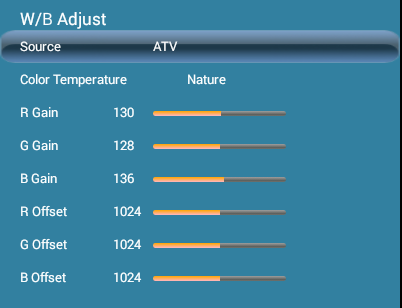 W/B Adjust
Source ATV
Color Temperature Nature
R Gain 130
G Gain 128
B Gain 136
R Offset 1024
G Offset 1024
B Offset 1024